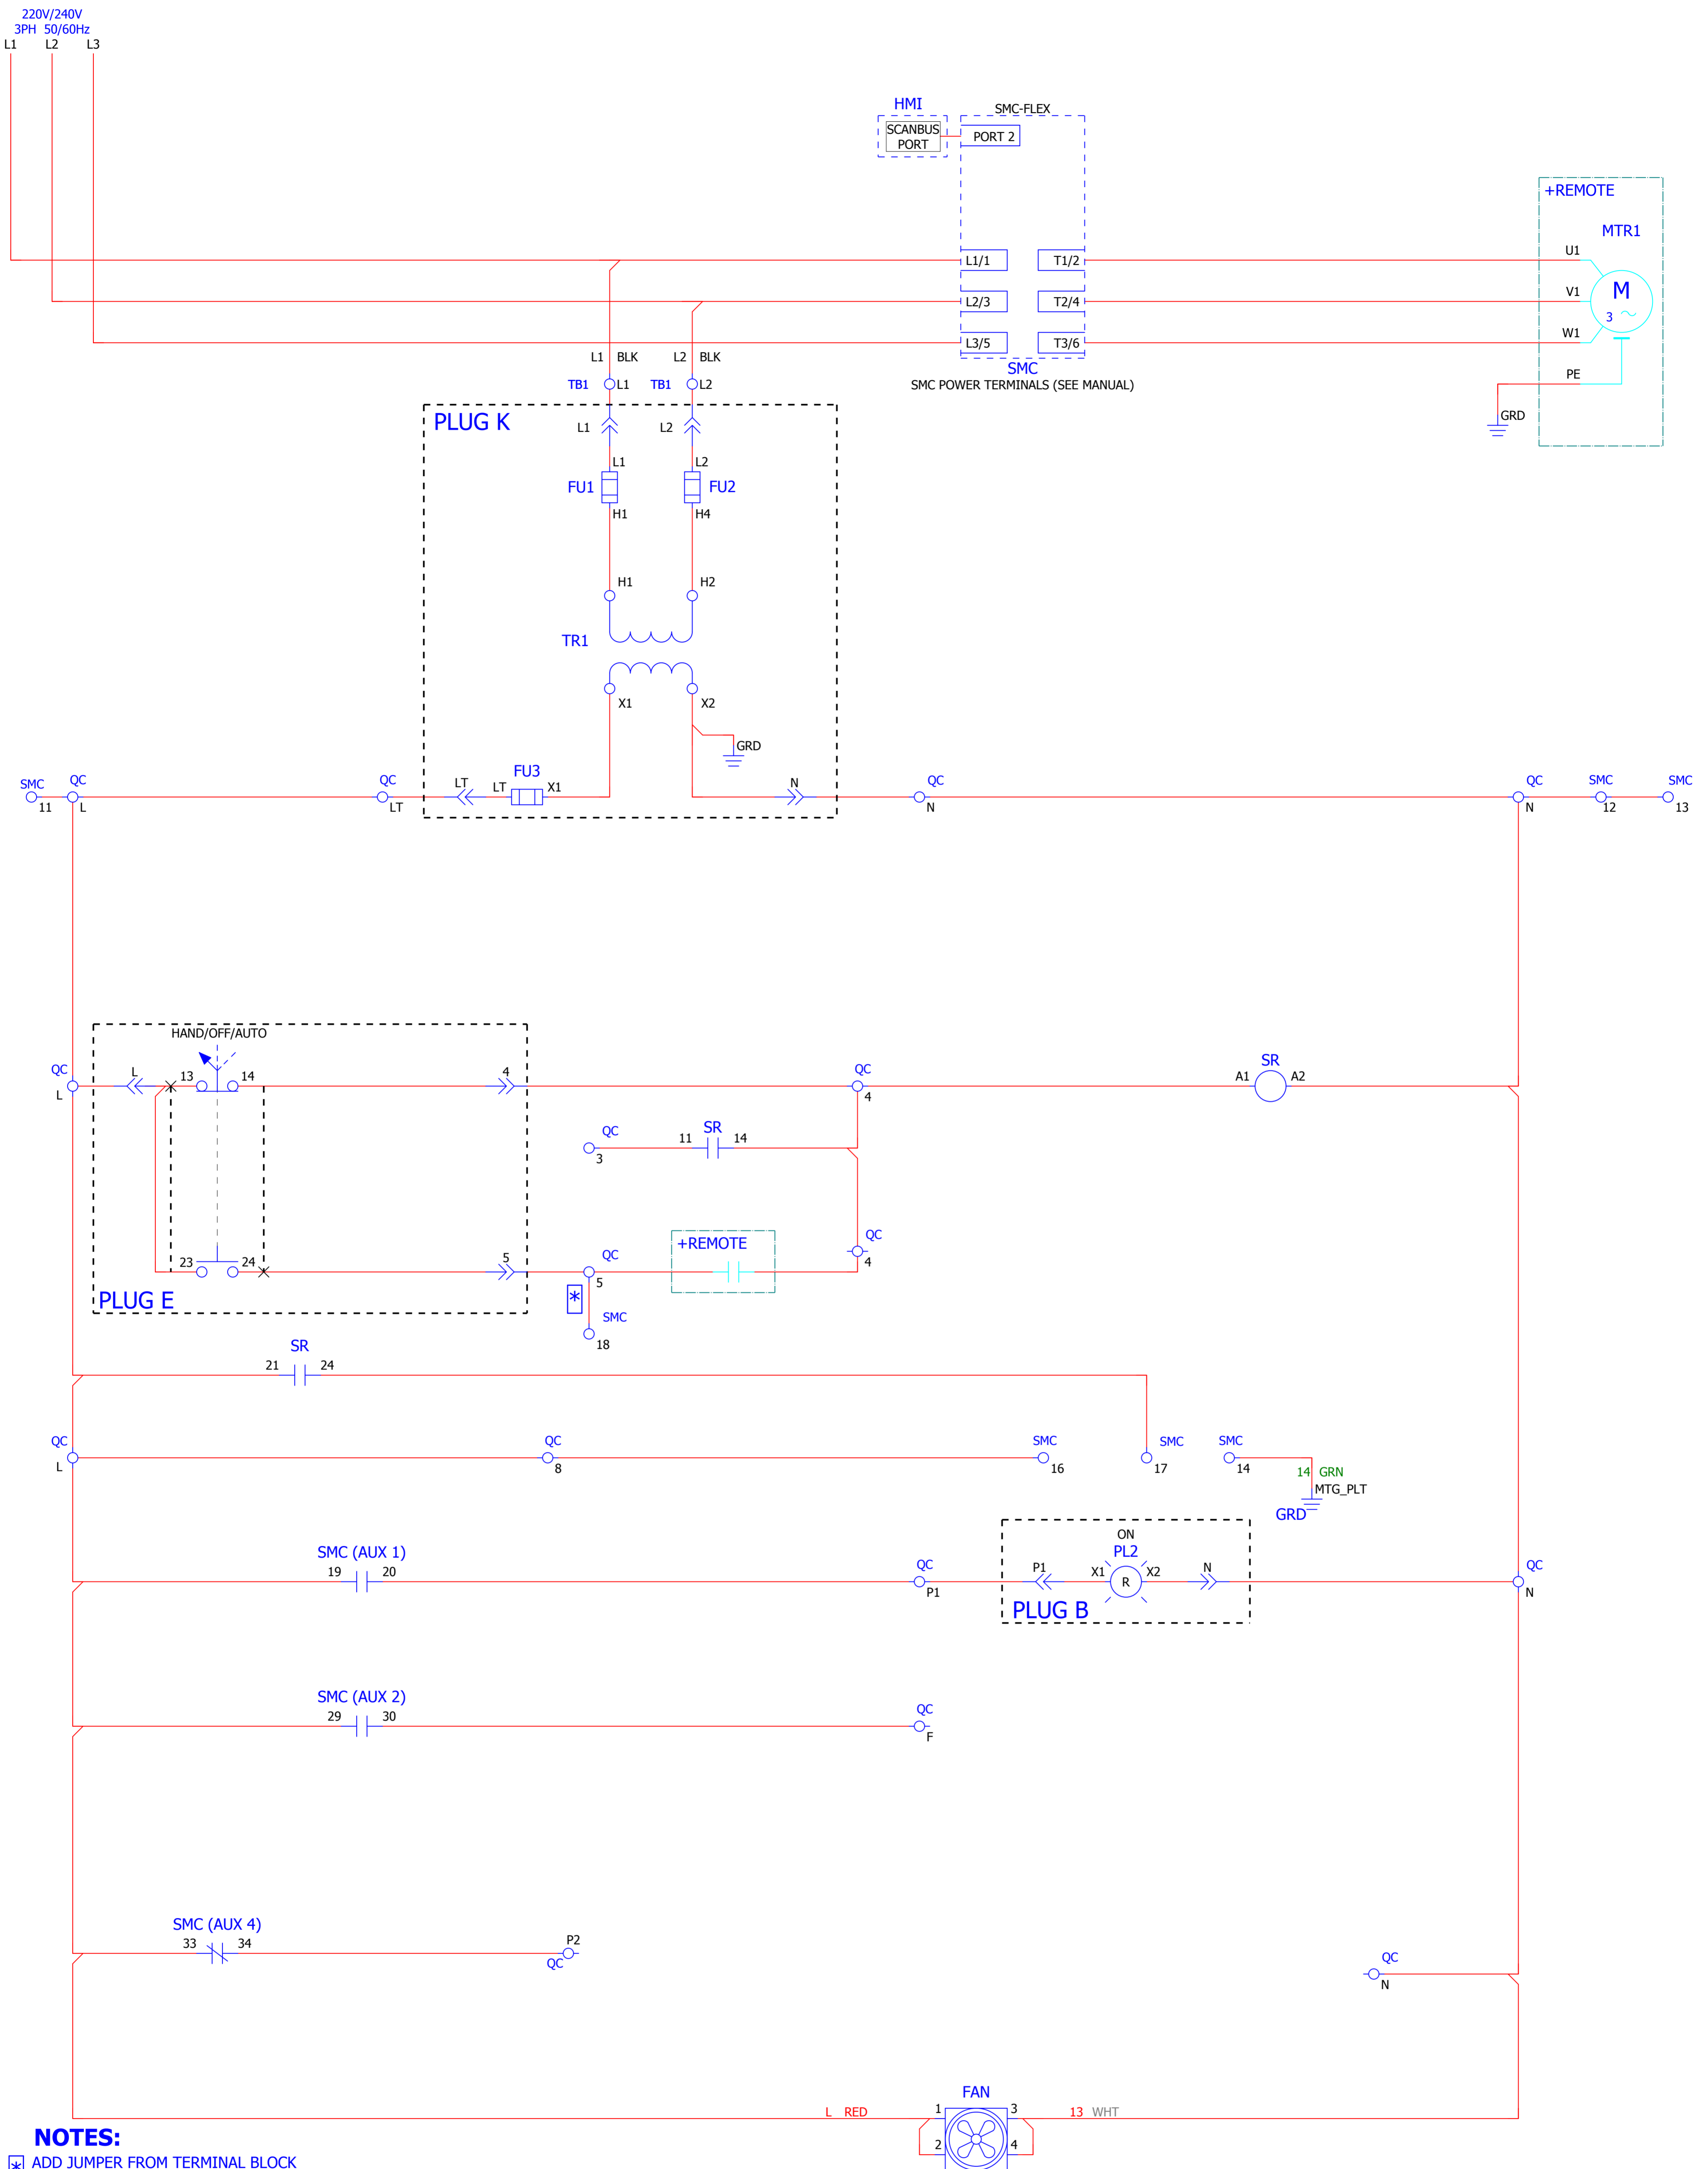 220V/240V
3PH 50/60Hz
L1 L2 L3
HMI
SCANBUS
PORT
SMC-FLEX
PORT 2
+REMOTE
MTR1
L1/1 T1/2 U1
L2/3 T2/4 V1
M
3
L3/5 T3/6 W1
L1 BLK L2 BLK
SMC
SMC POWER TERMINALS (SEE MANUAL)
PE
GRD
TB1 L1 TB1 L2
PLUG K
L1 L2
L1 L2
FU1 FU2
H1 H4
H1 H2
TR1
X1 X2
GRD
FU3
SMC QC QC LT LT X1 N QC QC SMC SMC
11 L LT N N 12 13
HAND/OFF/AUTO
QC L 13 14 4 QC SR
A1 A2
L 4
QC 11 SR 14
3
+REMOTE
QC
23 24 5 QC 4
5
PLUG E
*
SMC
18
SR
21 24
QC QC SMC SMC SMC
L 8 16 17 14
14 GRN
MTG_PLT
GRD
ON
PL2
SMC (AUX 1)
19 20 QC P1 X1 R X2 N QC
P1 N
PLUG B
SMC (AUX 2)
29 30 QC
F
SMC (AUX 4)
33 34 P2
QC
QC
N
FAN
L RED 1 3 13 WHT
2 4
NOTES:
* ADD JUMPER FROM TERMINAL BLOCK